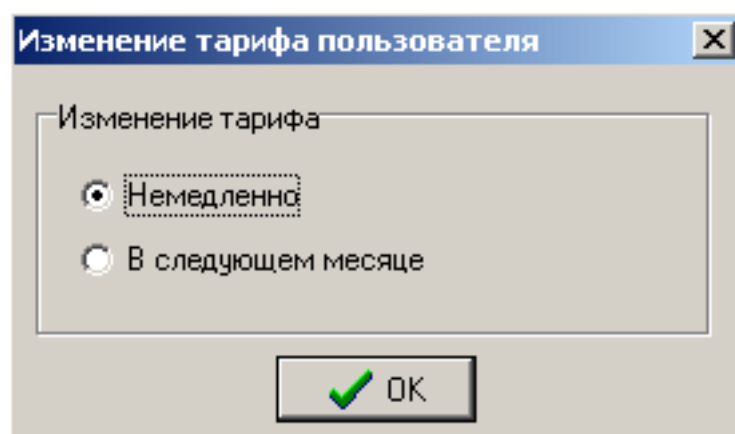 Изменение тарифа пользователя
Изменение тарифа
Немедленно
В следующем месяце
OK